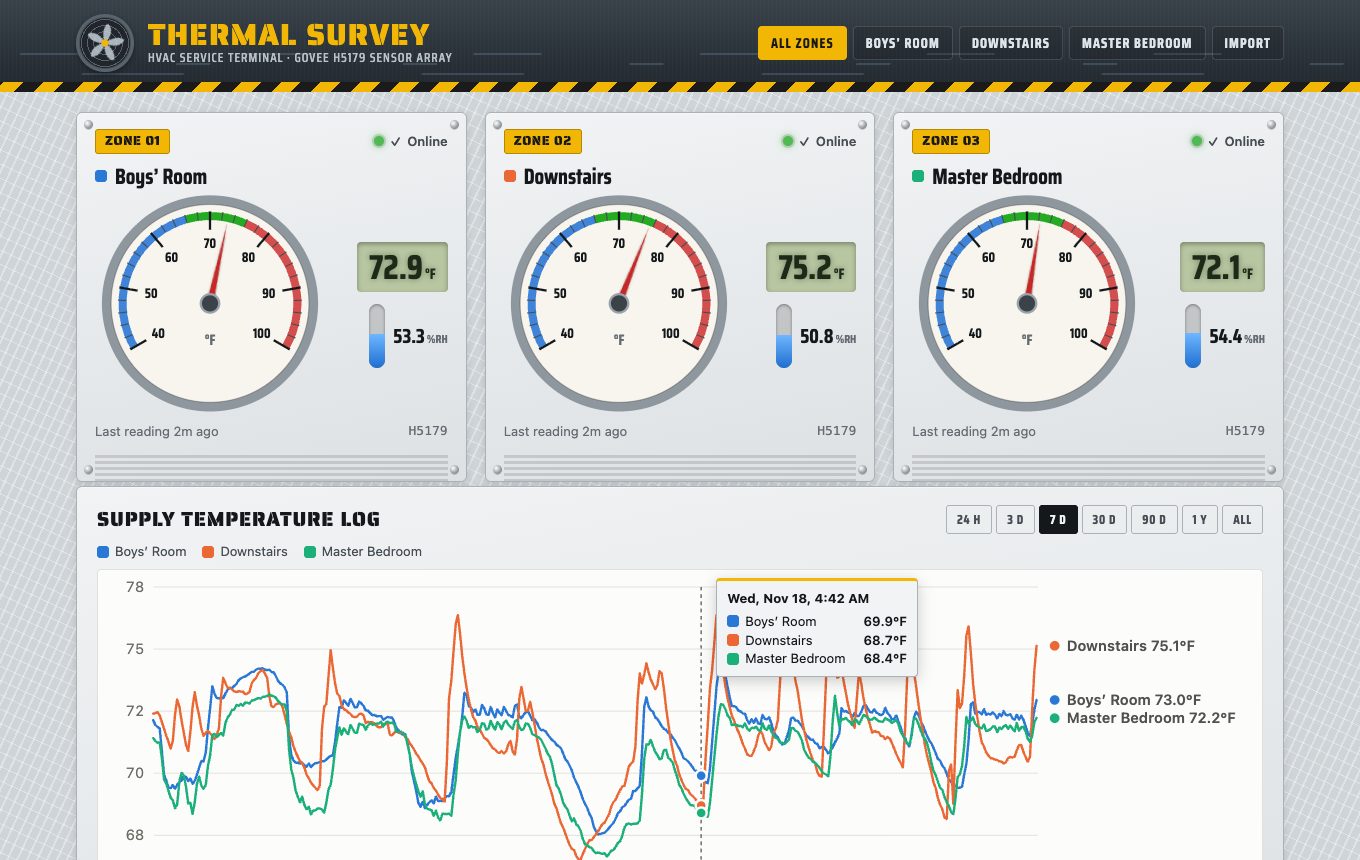 THERMAL SURVEY
HVAC SERVICE TERMINAL · GOVEE H5179 SENSOR ARRAY
ALL ZONES
BOYS' ROOM
DOWNSTAIRS
MASTER BEDROOM
IMPORT
ZONE 01
✓ Online
Boys’ Room
40
50
60
70
80
90
100
°F
72.9°F
53.3%RH
Last reading 2m ago
H5179
ZONE 02
✓ Online
Downstairs
40
50
60
70
80
90
100
°F
75.2°F
50.8%RH
Last reading 2m ago
H5179
ZONE 03
✓ Online
Master Bedroom
40
50
60
70
80
90
100
°F
72.1°F
54.4%RH
Last reading 2m ago
H5179
SUPPLY TEMPERATURE LOG
24 H
3 D
7 D
30 D
90 D
1 Y
ALL
Boys’ Room
Downstairs
Master Bedroom
78
75
72
70
68
Wed, Nov 18, 4:42 AM
Boys’ Room 69.9°F
Downstairs 68.7°F
Master Bedroom 68.4°F
Downstairs 75.1°F
Boys’ Room 73.0°F
Master Bedroom 72.2°F